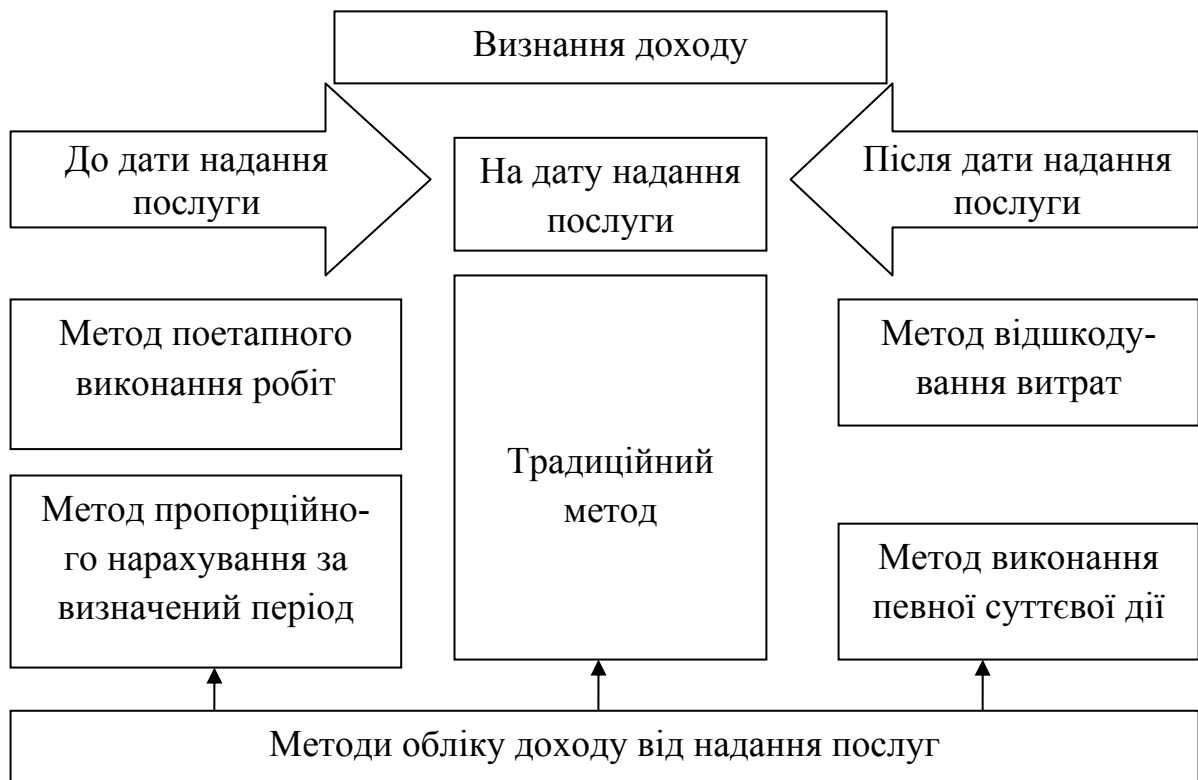 Визнання доходу
До дати надання
послуги
На дату надання
послуги
Після дати надання
послуги
Метод поетапного
виконання робіт
Метод пропорційно-
го нарахування за
визначений період
Традиційний
метод
Метод відшкоду-
вання витрат
Метод виконання
певної суттєвої дії
Методи обліку доходу від надання послуг